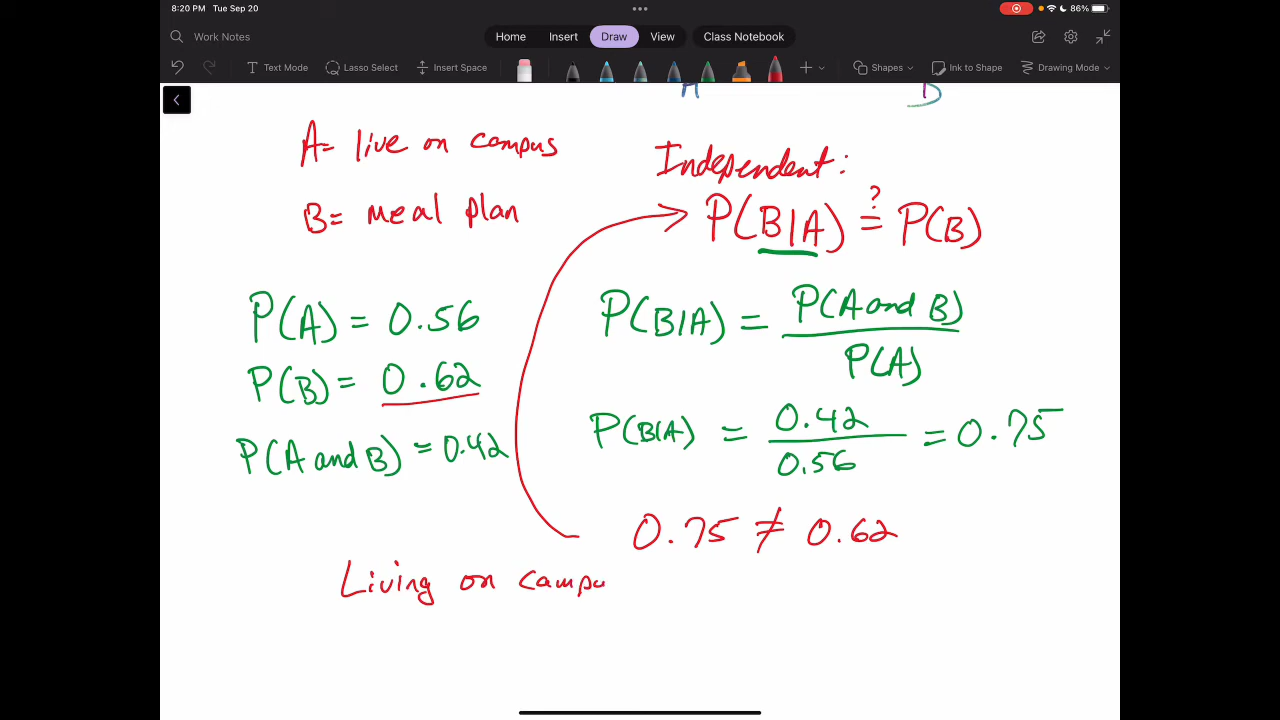 8:20 PM Tue Sep 20
86%
Work Notes
Home Insert Draw View Class Notebook
Text Mode Lasso Select Insert Space Shapes Ink to Shape Drawing Mode
A B
A= live on campus
B= meal plan
Independent:
P(B|A) ?= P(B)
P(A) = 0.56
P(B) = 0.62
P(A and B) = 0.42
P(B|A) = P(A and B) / P(A)
P(B|A) = 0.42 / 0.56 = 0.75
0.75 ≠ 0.62
Living on campu